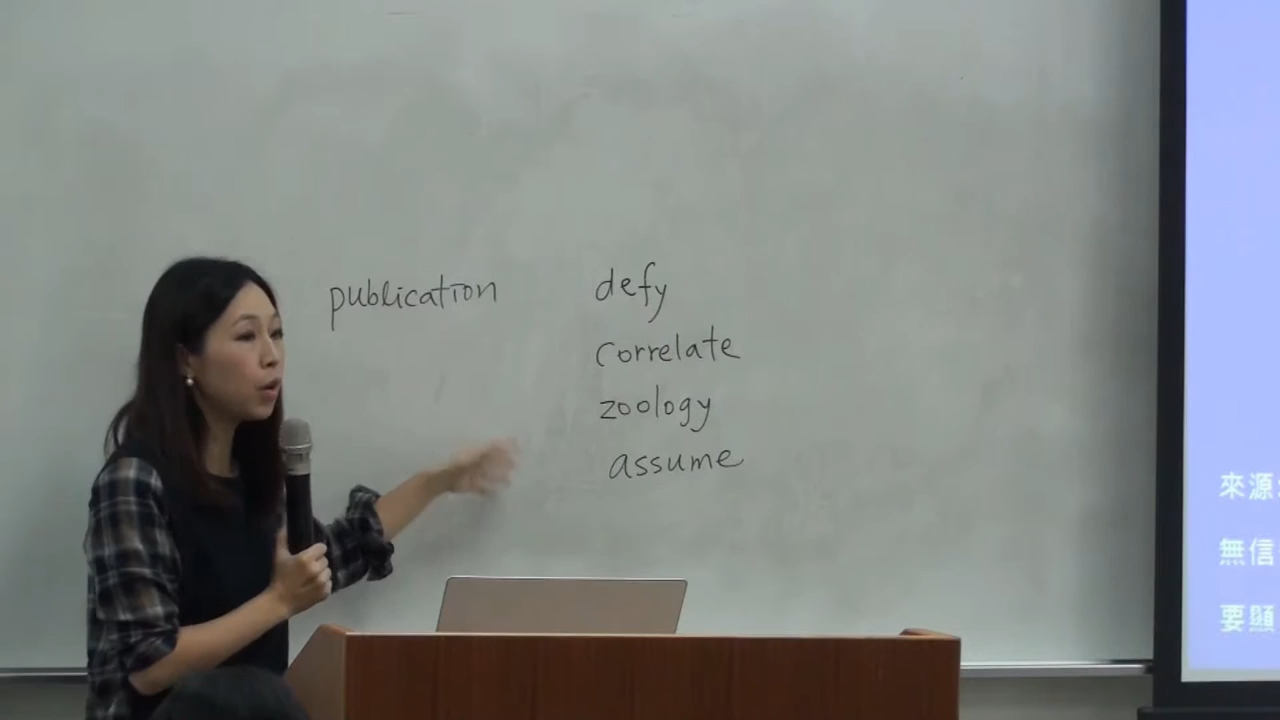 publication
defy
correlate
zoology
assume
來源
無信
要顯